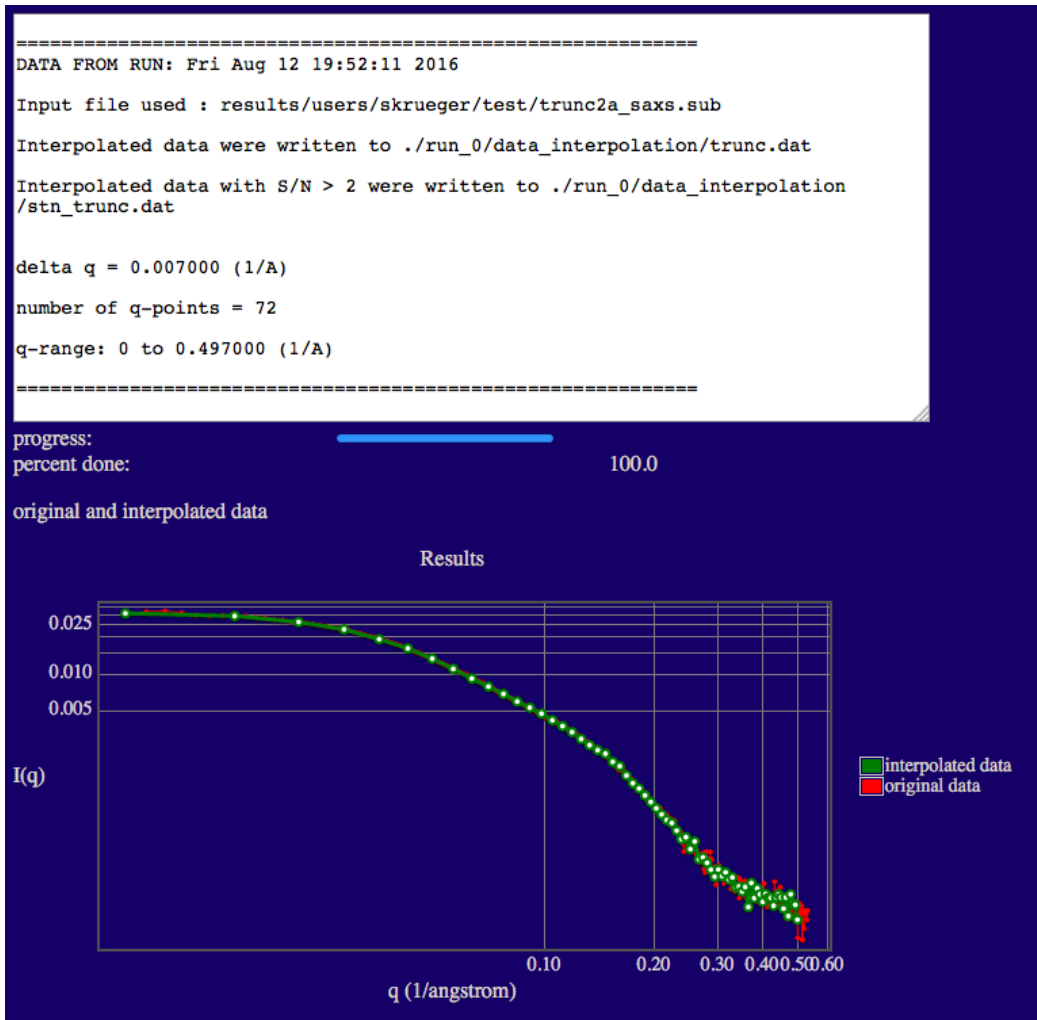 ============================================================
DATA FROM RUN: Fri Aug 12 19:52:11 2016
Input file used : results/users/skrueger/test/trunc2a_saxs.sub
Interpolated data were written to ./run_0/data_interpolation/trunc.dat
Interpolated data with S/N > 2 were written to ./run_0/data_interpolation
/stn_trunc.dat
delta q = 0.007000 (1/A)
number of q-points = 72
q-range: 0 to 0.497000 (1/A)
============================================================
progress:
percent done: 100.0
original and interpolated data
Results
0.025
0.010
0.005
I(q)
interpolated data
original data
0.10 0.20 0.30 0.40 0.50 0.60
q (1/angstrom)